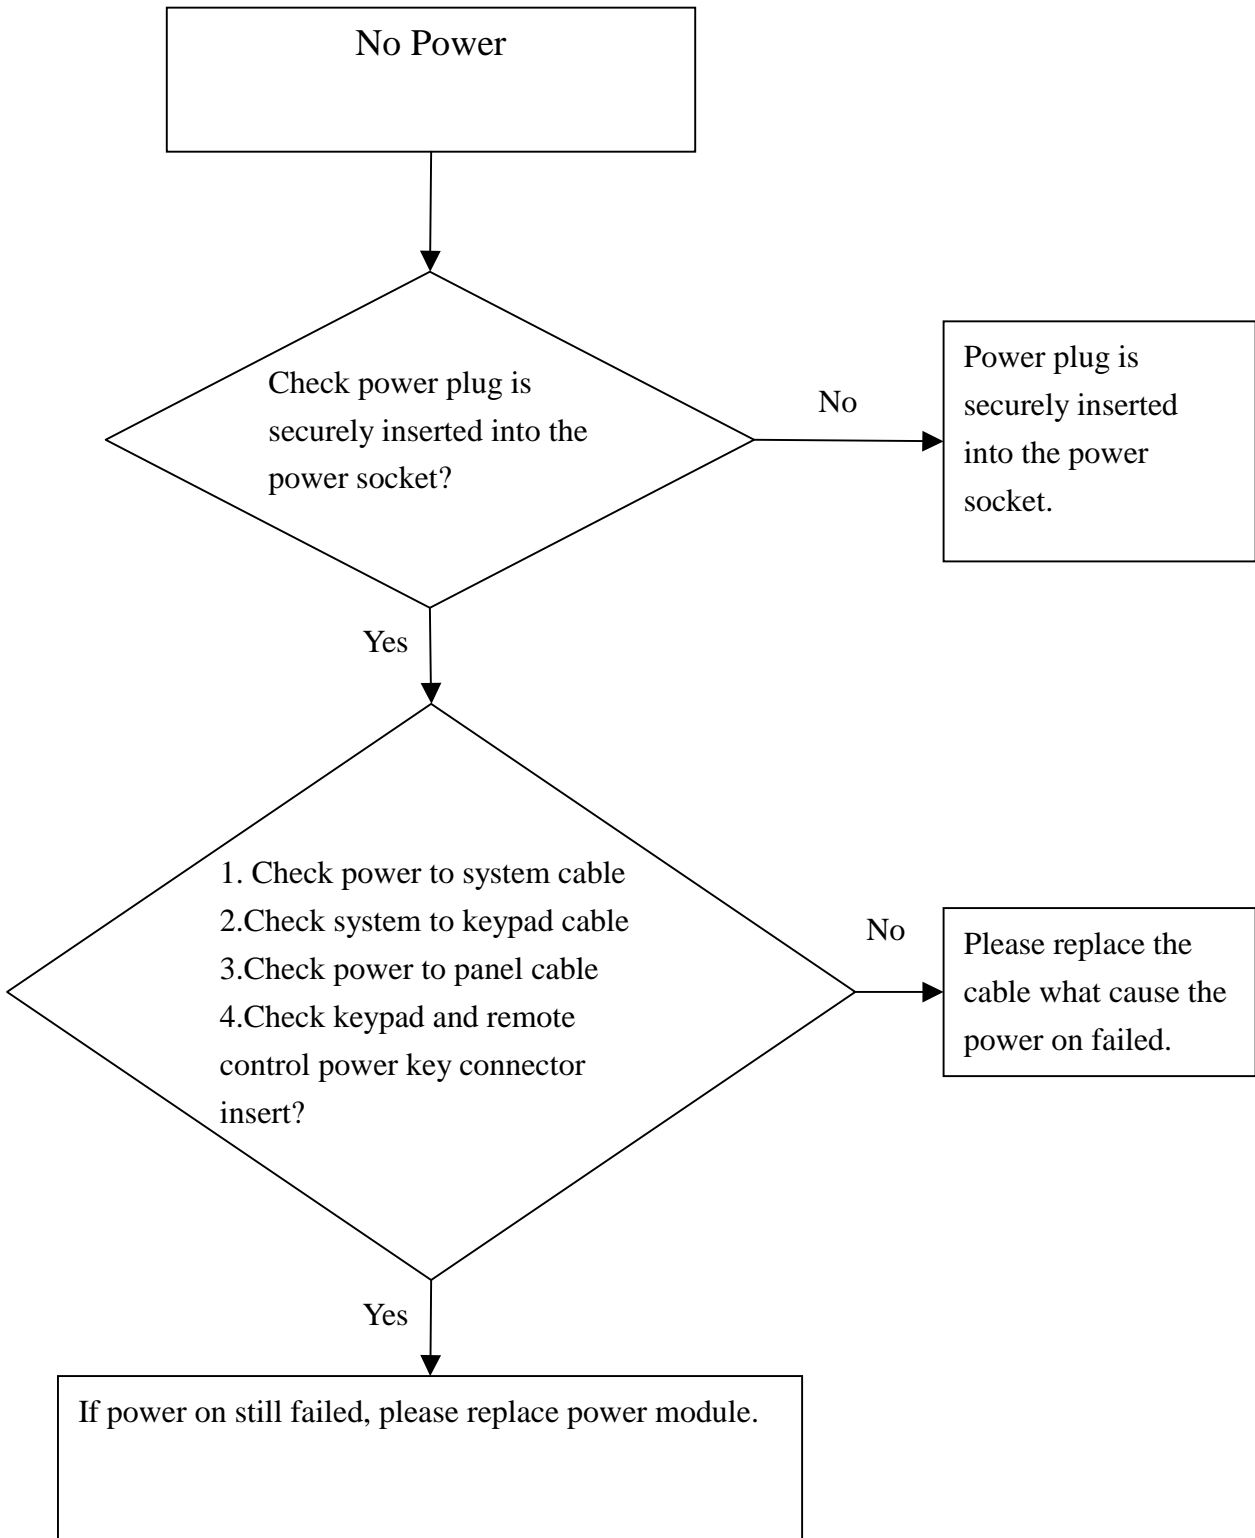 No Power
Check power plug is
securely inserted into the
power socket?
No
Power plug is
securely inserted
into the power
socket.
Yes
1. Check power to system cable
2.Check system to keypad cable
3.Check power to panel cable
4.Check keypad and remote
control power key connector
insert?
No
Please replace the
cable what cause the
power on failed.
Yes
If power on still failed, please replace power module.